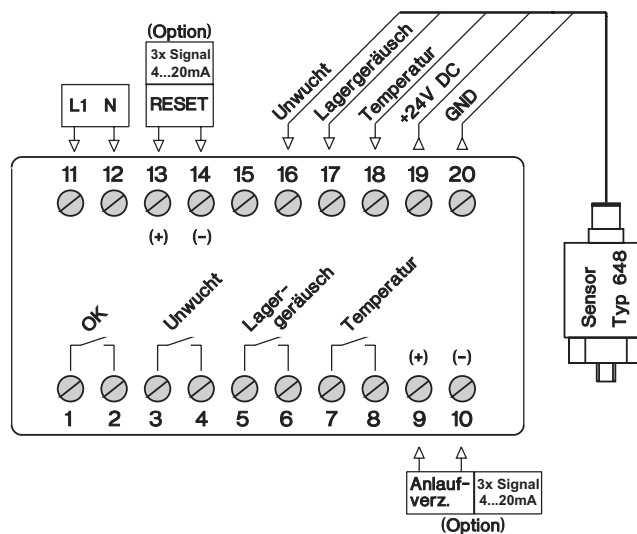 (Option)
3x Signal
4...20mA
L1 N
RESET
Unwucht
Lagergeräusch
Temperatur
+24V DC
GND
11 12 13 14 15 16 17 18 19 20
(+) (-)
Sensor
Typ 648
OK
Unwucht
Lager-
geräusch
Temperatur
(+) (-)
1 2 3 4 5 6 7 8 9 10
Anlauf-
verz.
3x Signal
4...20mA
(Option)